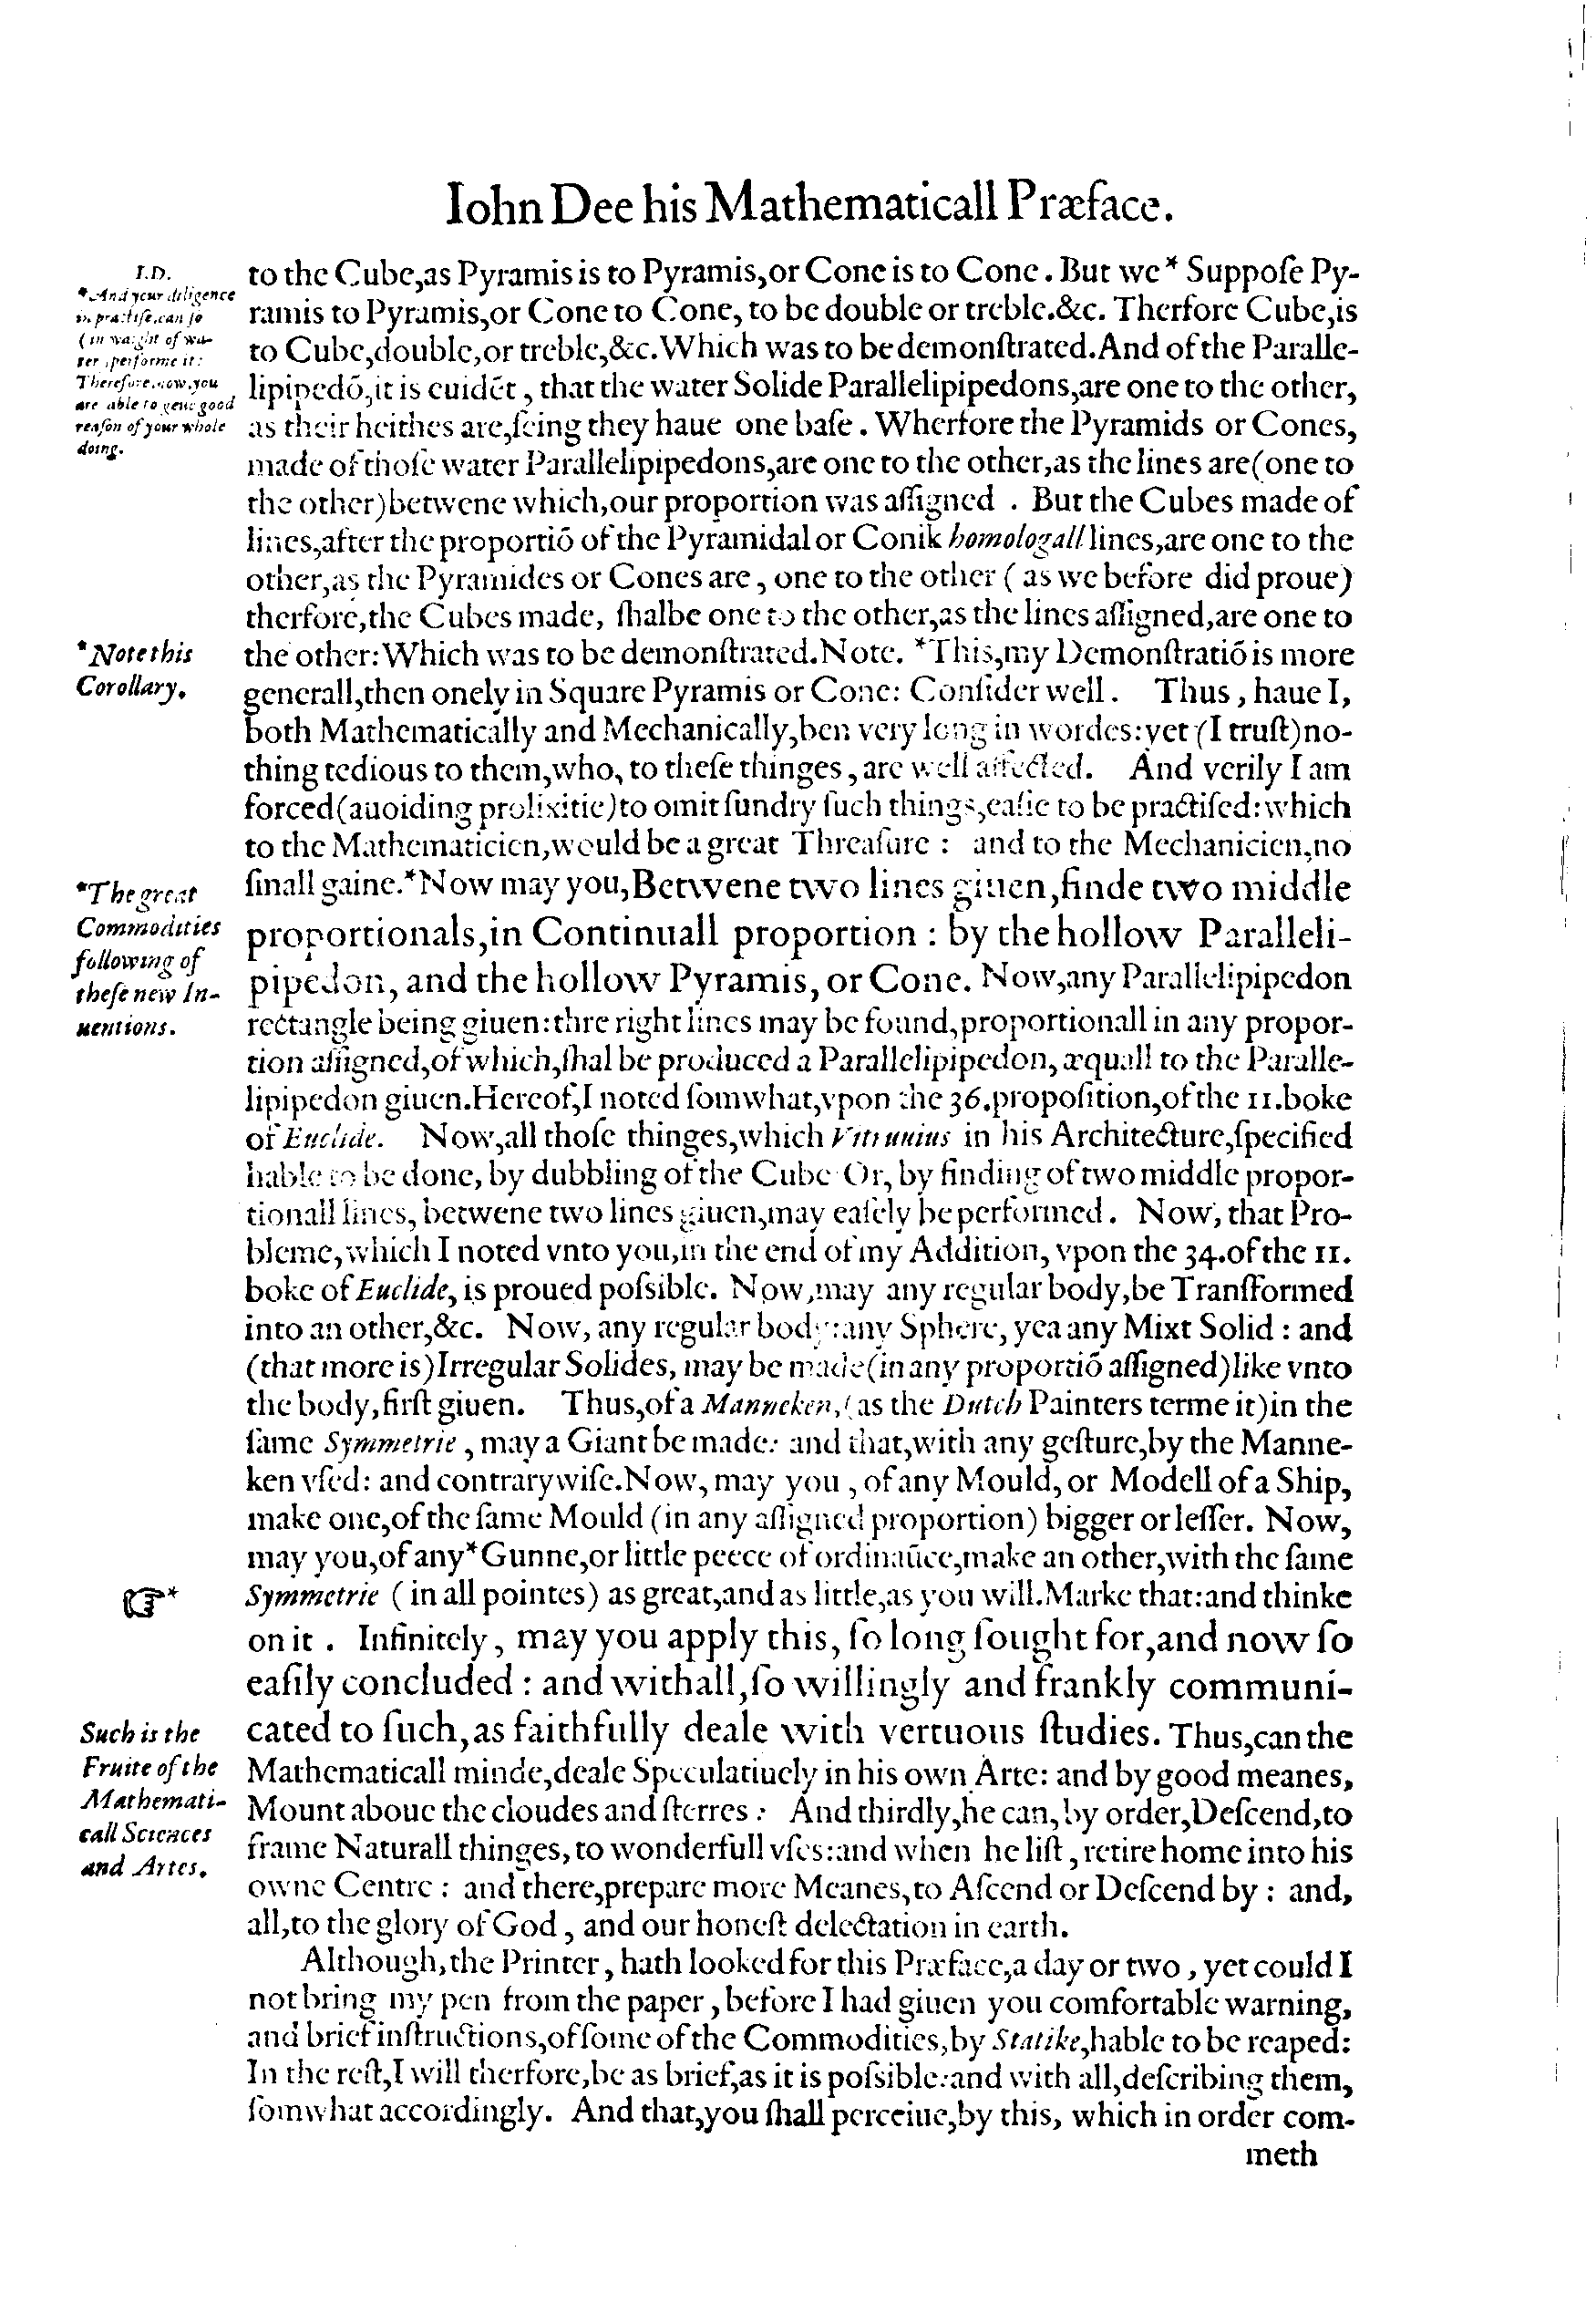 Iohn Dee his Mathematicall Præface.
I.D.
*And your diligence
in practise, can so
(in waight of wa-
ter, performe it:
Therefore, now, you
are able to geue good
reason of your whole
doing.
to the Cube,as Pyramis is to Pyramis,or Cone is to Cone. But we* Suppoſe Py-
ramis to Pyramis,or Cone to Cone, to be double or treble.&c. Therfore Cube,is
to Cube,double,or treble,&c.Which was to be demonſtrated.And of the Paralle-
lipipedō,it is euidēt, that the water Solide Parallelipipedons,are one to the other,
as their heithes are,ſeing they haue one baſe. Wherfore the Pyramids or Cones,
made of thoſe water Parallelipipedons,are one to the other,as the lines are(one to
the other)betwene which,our proportion was aſſigned. But the Cubes made of
lines,after the proportiō of the Pyramidal or Conik homologall lines,are one to the
other,as the Pyramides or Cones are, one to the other (as we before did proue)
therfore,the Cubes made, ſhalbe one to the other,as the lines aſſigned,are one to
*Note this
Corollary.
the other:Which was to be demonſtrated.Note. *This,my Demonſtratiō is more
generall,then onely in Square Pyramis or Cone: Conſider well. Thus, haue I,
both Mathematically and Mechanically,ben very long in wordes:yet (I truſt)no-
thing tedious to them,who, to theſe thinges, are well affected. And verily I am
forced(auoiding prolixitie)to omit ſundry ſuch things,eaſie to be practiſed:which
to the Mathematicien,would be a great Threaſure: and to the Mechanicien,no
*The great
Commodities
following of
theſe new In-
uentions.
ſmall gaine.*Now may you,Betwene two lines giuen,finde two middle
proportionals,in Continuall proportion: by the hollow Paralleli-
pipedon, and the hollow Pyramis, or Cone. Now,any Parallelipipedon
rectangle being giuen:thre right lines may be found,proportionall in any propor-
tion aſſigned,of which,ſhal be produced a Parallelipipedon, æquall to the Paralle-
lipipedon giuen.Hereof,I noted ſomwhat,vpon the 36.propoſition,of the 11.boke
of Euclide. Now,all thoſe thinges,which Vitruuius in his Architecture,ſpecified
hable to be done, by dubbling of the Cube Or, by finding of two middle propor-
tionall lines, betwene two lines giuen,may eaſely be performed. Now, that Pro-
bleme,which I noted vnto you,in the end of my Addition, vpon the 34.of the 11.
boke of Euclide, is proued poſsible. Now,may any regular body,be Tranſformed
into an other,&c. Now, any regular body:any Sphere, yea any Mixt Solid: and
(that more is)Irregular Solides, may be made(in any proportiō aſſigned)like vnto
the body,firſt giuen. Thus,of a Manneken,(as the Dutch Painters terme it)in the
ſame Symmetrie, may a Giant be made: and that,with any geſture,by the Manne-
ken vſed: and contrarywiſe.Now, may you, of any Mould, or Modell of a Ship,
make one,of the ſame Mould (in any aſſigned proportion) bigger or leſſer. Now,
may you,of any*Gunne,or little peece of ordinaūce,make an other,with the ſame
☞*
Symmetrie (in all pointes) as great,and as little,as you will.Marke that:and thinke
on it. Infinitely, may you apply this, ſo long ſought for,and now ſo
eaſily concluded: and withall,ſo willingly and frankly communi-
Such is the
Fruite of the
Mathemati-
call Sciences
and Artes.
cated to ſuch,as faithfully deale with vertuous ſtudies. Thus,can the
Mathematicall minde,deale Speculatiuely in his own Arte: and by good meanes,
Mount aboue the cloudes and ſterres: And thirdly,he can, by order,Deſcend,to
frame Naturall thinges, to wonderfull vſes:and when he liſt, retire home into his
owne Centre: and there,prepare more Meanes,to Aſcend or Deſcend by: and,
all,to the glory of God, and our honeſt delectation in earth.
Although,the Printer, hath looked for this Præface,a day or two, yet could I
not bring my pen from the paper, before I had giuen you comfortable warning,
and brief inſtructions,of ſome of the Commodities,by Statike,hable to be reaped:
In the reſt,I will therfore,be as brief,as it is poſsible:and with all,deſcribing them,
ſomwhat accordingly. And that,you ſhall perceiue,by this, which in order com-
meth